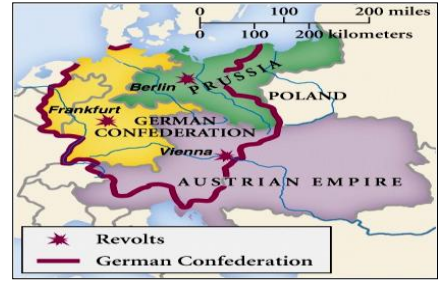 0 100 200 miles
0 100 200 kilometers
Berlin
PRUSSIA
Frankfurt
POLAND
GERMAN
CONFEDERATION
Vienna
AUSTRIAN EMPIRE
Revolts
German Confederation